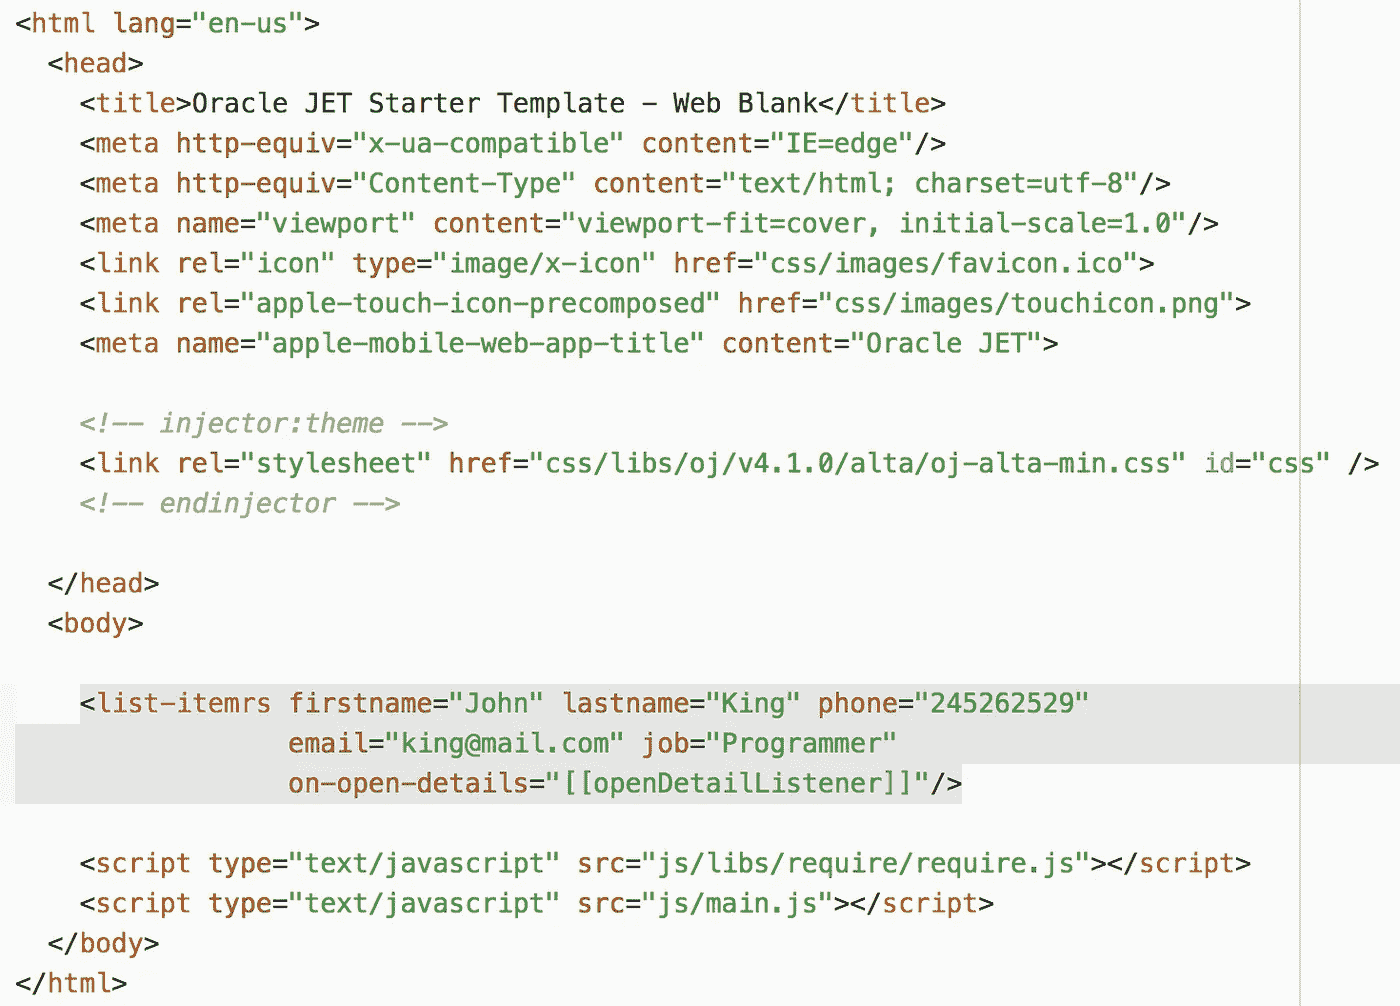 <html lang="en-us">
<head>
<title>Oracle JET Starter Template - Web Blank</title>
<meta http-equiv="x-ua-compatible" content="IE=edge"/>
<meta http-equiv="Content-Type" content="text/html; charset=utf-8"/>
<meta name="viewport" content="viewport-fit=cover, initial-scale=1.0"/>
<link rel="icon" type="image/x-icon" href="css/images/favicon.ico">
<link rel="apple-touch-icon-precomposed" href="css/images/touchicon.png">
<meta name="apple-mobile-web-app-title" content="Oracle JET">
<!-- injector:theme -->
<link rel="stylesheet" href="css/libs/oj/v4.1.0/alta/oj-alta-min.css" id="css" />
<!-- endinjector -->
</head>
<body>
<list-itemrs firstname="John" lastname="King" phone="245262529"
email="king@mail.com" job="Programmer"
on-open-details="[[openDetailListener]]"/>
<script type="text/javascript" src="js/libs/require/require.js"></script>
<script type="text/javascript" src="js/main.js"></script>
</body>
</html>